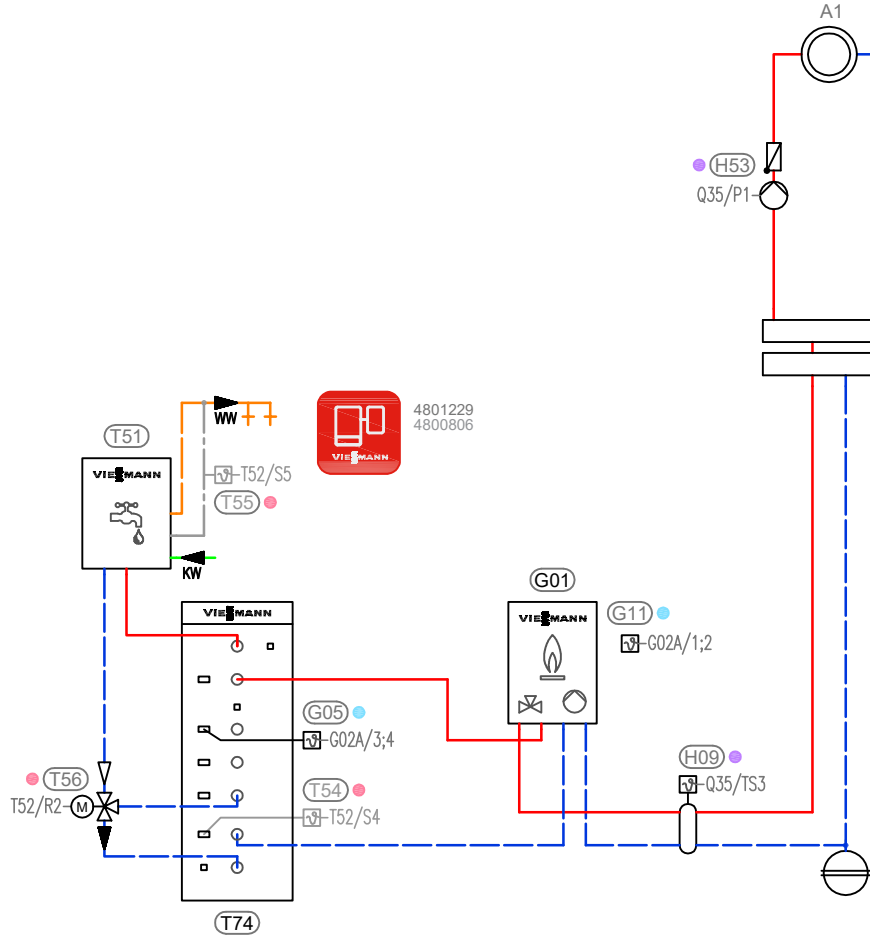 A1
H53
Q35/P1
4801229
4800806
VIESMANN
T51
WW
VIESMANN
T52/S5
T55
KW
G01
VIESMANN
VIESMANN
G11
G02A/1;2
G05
G02A/3;4
H09
Q35/TS3
T56
T52/R2
M
T54
T52/S4
T74